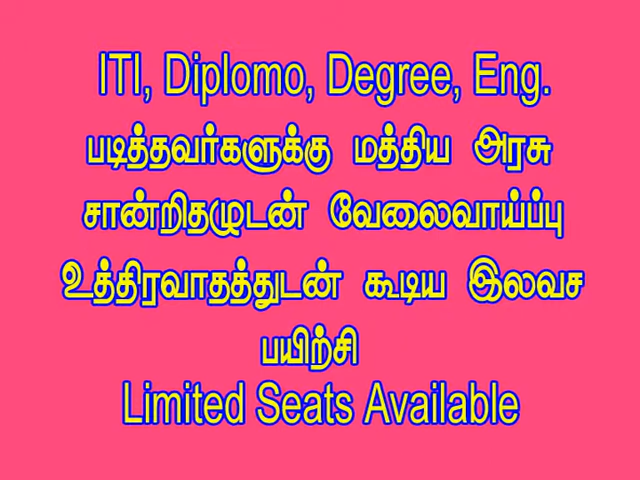 ITI, Diplomo, Degree, Eng.
படித்தவர்களுக்கு மத்திய அரசு
சான்றிதழுடன் வேலைவாய்ப்பு
உத்திரவாதத்துடன் கூடிய இலவச
பயிற்சி
Limited Seats Available